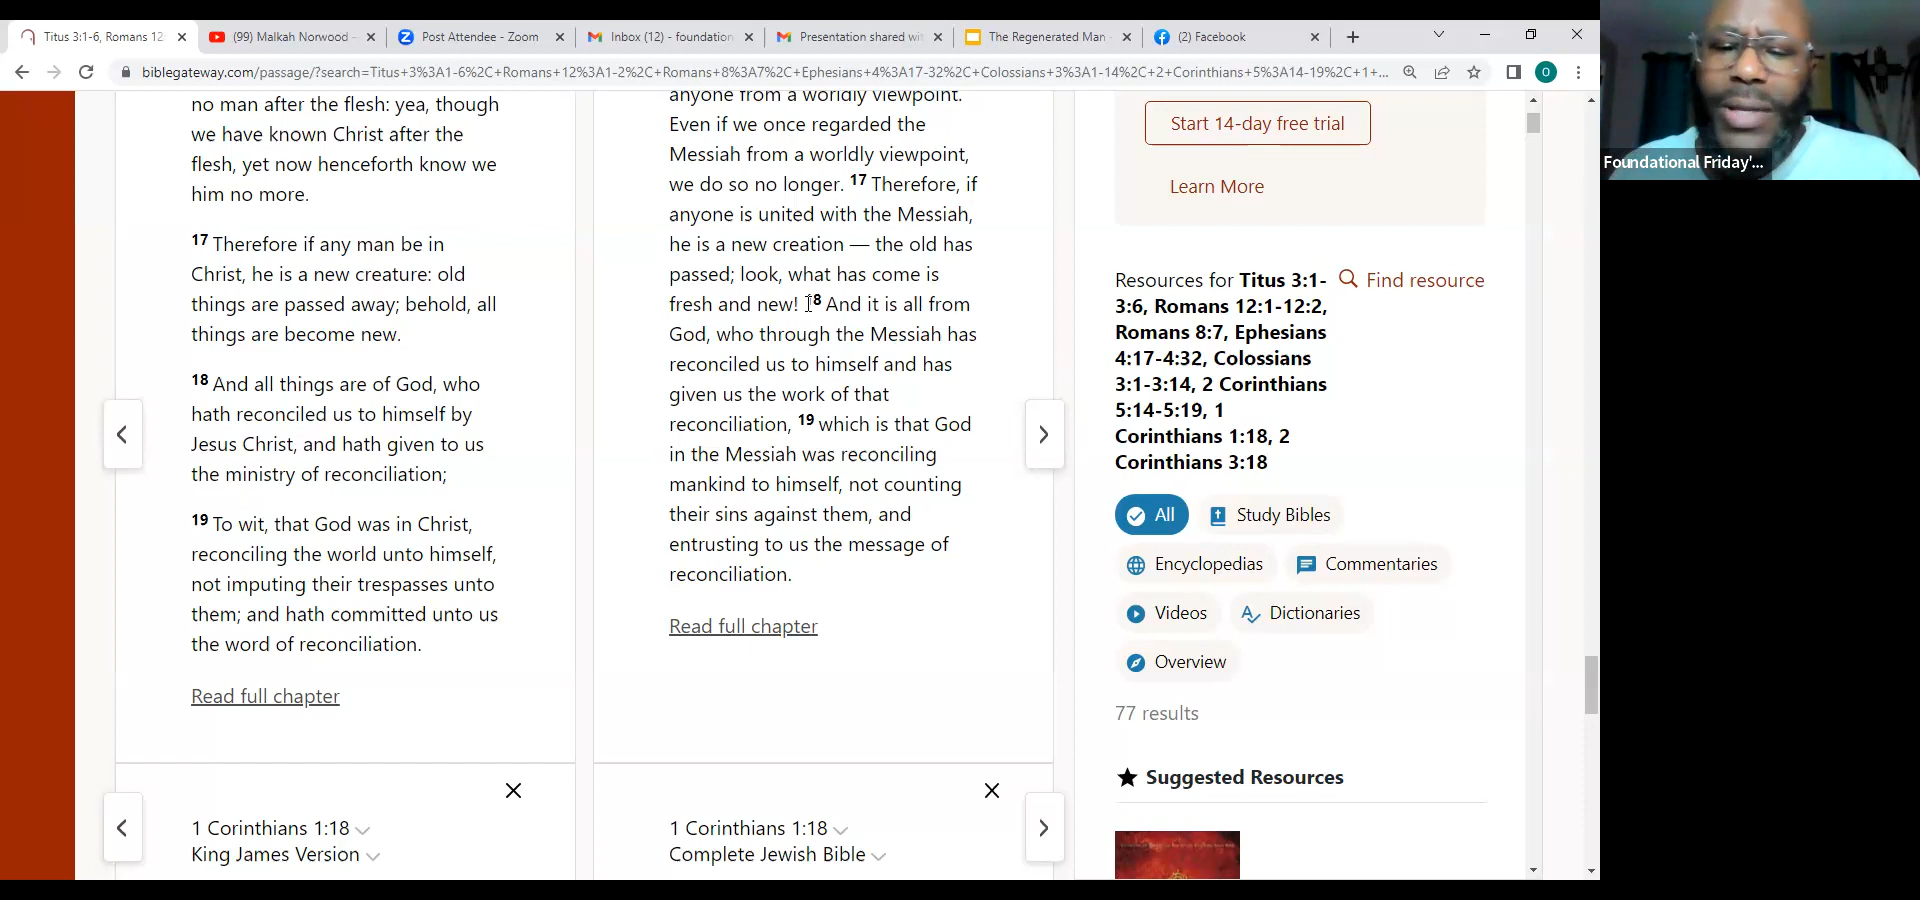 Titus 3:1-6, Romans 12
(99) Malkah Norwood
Post Attendee - Zoom
Inbox (12) - foundation
Presentation shared wi
The Regenerated Man
(2) Facebook
biblegateway.com/passage/?search=Titus+3%3A1-6%2C+Romans+12%3A1-2%2C+Romans+8%3A7%2C+Ephesians+4%3A17-32%2C+Colossians+3%3A1-14%2C+2+Corinthians+5%3A14-19%2C+1+...
O
no man after the flesh: yea, though
we have known Christ after the
flesh, yet now henceforth know we
him no more.
17 Therefore if any man be in
Christ, he is a new creature: old
things are passed away; behold, all
things are become new.
18 And all things are of God, who
hath reconciled us to himself by
Jesus Christ, and hath given to us
the ministry of reconciliation;
19 To wit, that God was in Christ,
reconciling the world unto himself,
not imputing their trespasses unto
them; and hath committed unto us
the word of reconciliation.
Read full chapter
1 Corinthians 1:18
King James Version
anyone from a worldly viewpoint.
Even if we once regarded the
Messiah from a worldly viewpoint,
we do so no longer. 17 Therefore, if
anyone is united with the Messiah,
he is a new creation — the old has
passed; look, what has come is
fresh and new! 18 And it is all from
God, who through the Messiah has
reconciled us to himself and has
given us the work of that
reconciliation, 19 which is that God
in the Messiah was reconciling
mankind to himself, not counting
their sins against them, and
entrusting to us the message of
reconciliation.
Read full chapter
1 Corinthians 1:18
Complete Jewish Bible
Start 14-day free trial
Learn More
Resources for Titus 3:1-
3:6, Romans 12:1-12:2,
Romans 8:7, Ephesians
4:17-4:32, Colossians
3:1-3:14, 2 Corinthians
5:14-5:19, 1
Corinthians 1:18, 2
Corinthians 3:18
Find resource
All
Study Bibles
Encyclopedias
Commentaries
Videos
Dictionaries
Overview
77 results
Suggested Resources
Foundational Friday'...